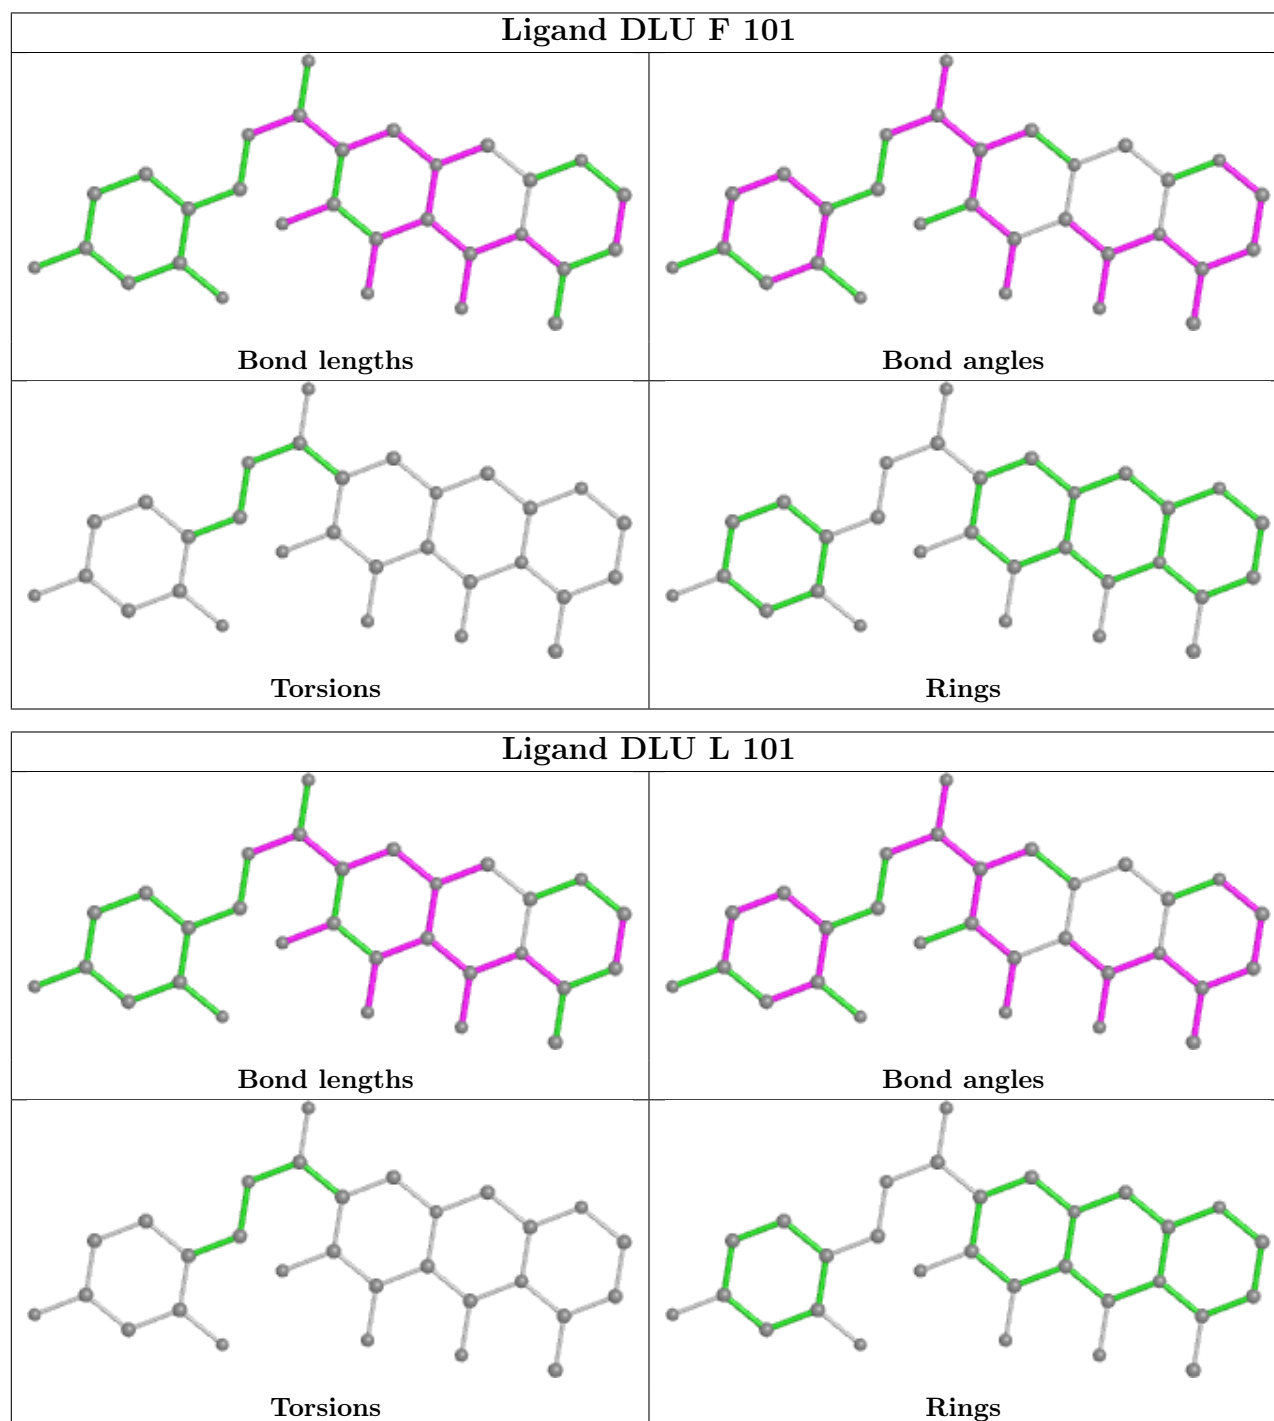 Ligand DLU F 101
Bond lengths
Bond angles
Torsions
Rings
Ligand DLU L 101
Bond lengths
Bond angles
Torsions
Rings